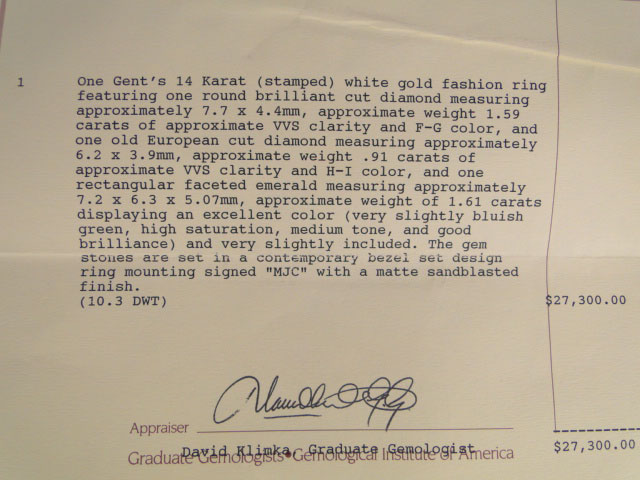 1 One Gent's 14 Karat (stamped) white gold fashion ring
featuring one round brilliant cut diamond measuring
approximately 7.7 x 4.4mm, approximate weight 1.59
carats of approximate VVS clarity and F-G color, and
one old European cut diamond measuring approximately
6.2 x 3.9mm, approximate weight .91 carats of
approximate VVS clarity and H-I color, and one
rectangular faceted emerald measuring approximately
7.2 x 6.3 x 5.07mm, approximate weight of 1.61 carats
displaying an excellent color (very slightly bluish
green, high saturation, medium tone, and good
brilliance) and very slightly included. The gem
stones are set in a contemporary bezel set design
ring mounting signed "MJC" with a matte sandblasted
finish.
(10.3 DWT) $27,300.00
Appraiser
David Klimka, Graduate Gemologist $27,300.00
Graduate Gemologists•Gemological Institute of America